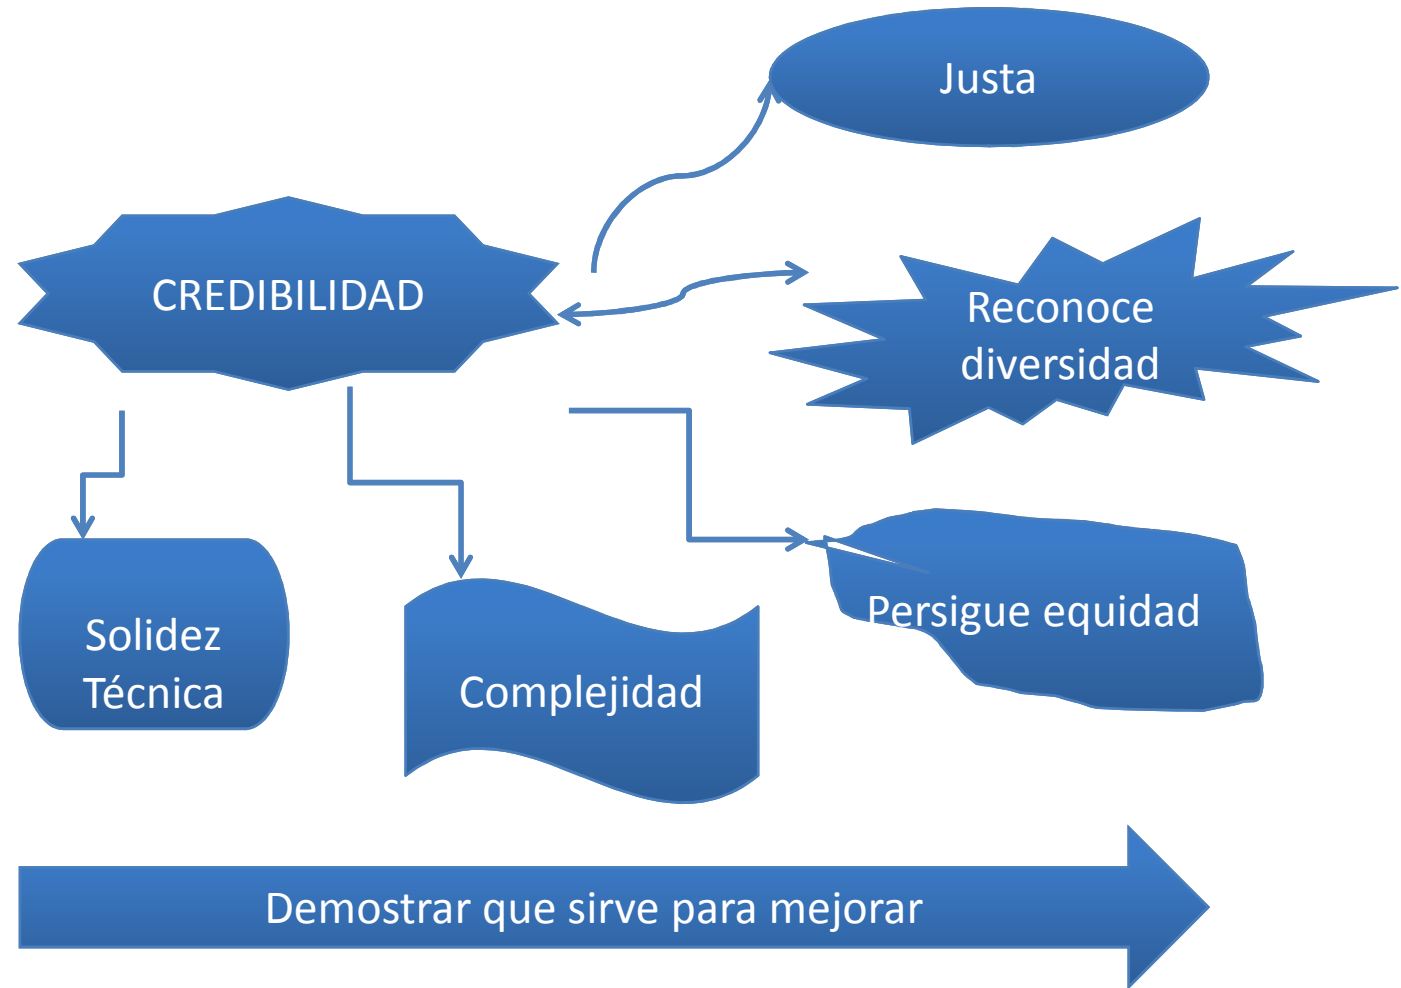 Justa
CREDIBILIDAD
Reconoce
diversidad
Solidez
Técnica
Complejidad
Persigue equidad
Demostrar que sirve para mejorar